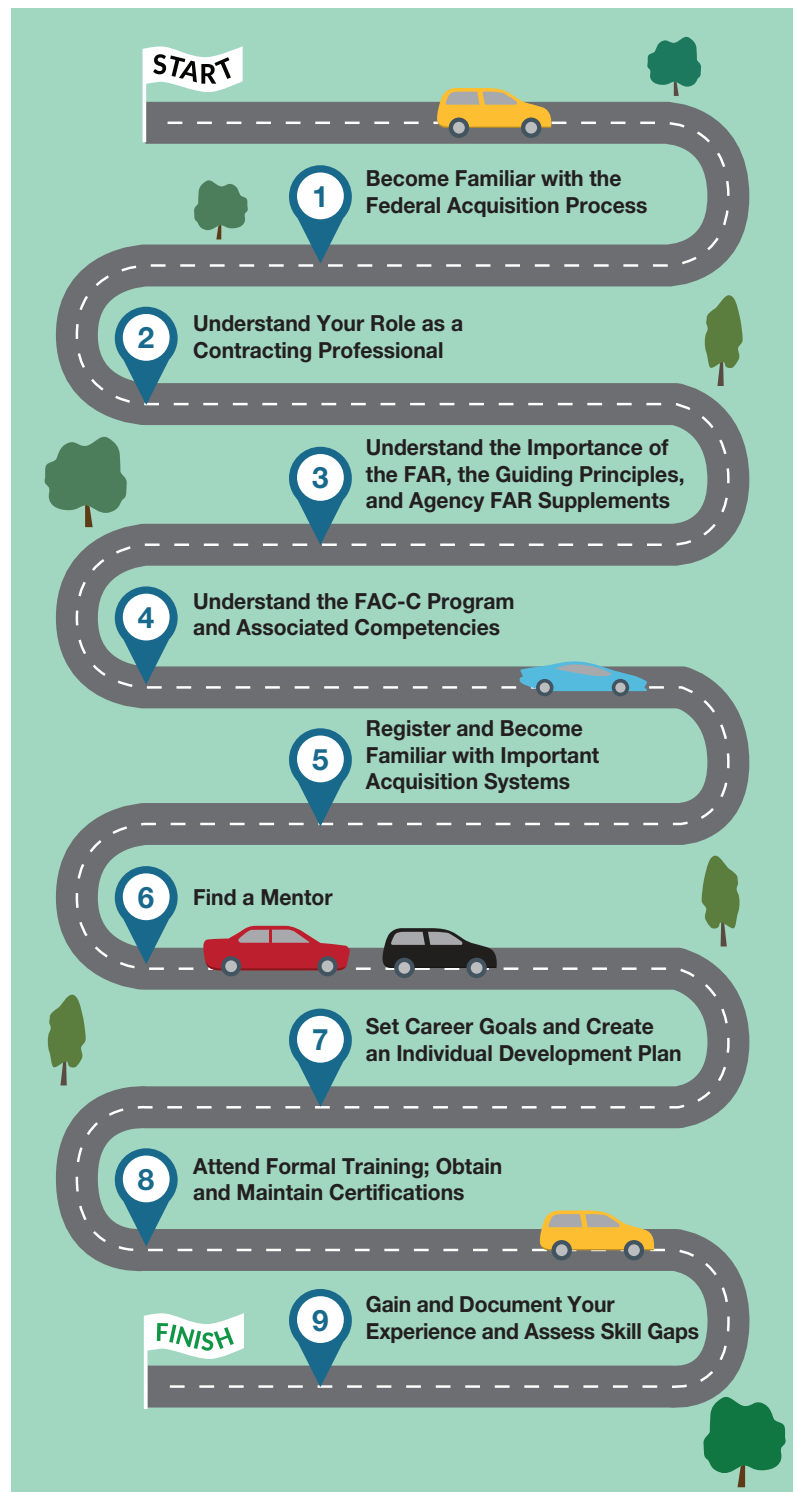 START
1
Become Familiar with the
Federal Acquisition Process
2
Understand Your Role as a
Contracting Professional
3
Understand the Importance of
the FAR, the Guiding Principles,
and Agency FAR Supplements
4
Understand the FAC-C Program
and Associated Competencies
5
Register and Become
Familiar with Important
Acquisition Systems
6
Find a Mentor
7
Set Career Goals and Create
an Individual Development Plan
8
Attend Formal Training; Obtain
and Maintain Certifications
9
Gain and Document Your
Experience and Assess Skill Gaps
FINISH